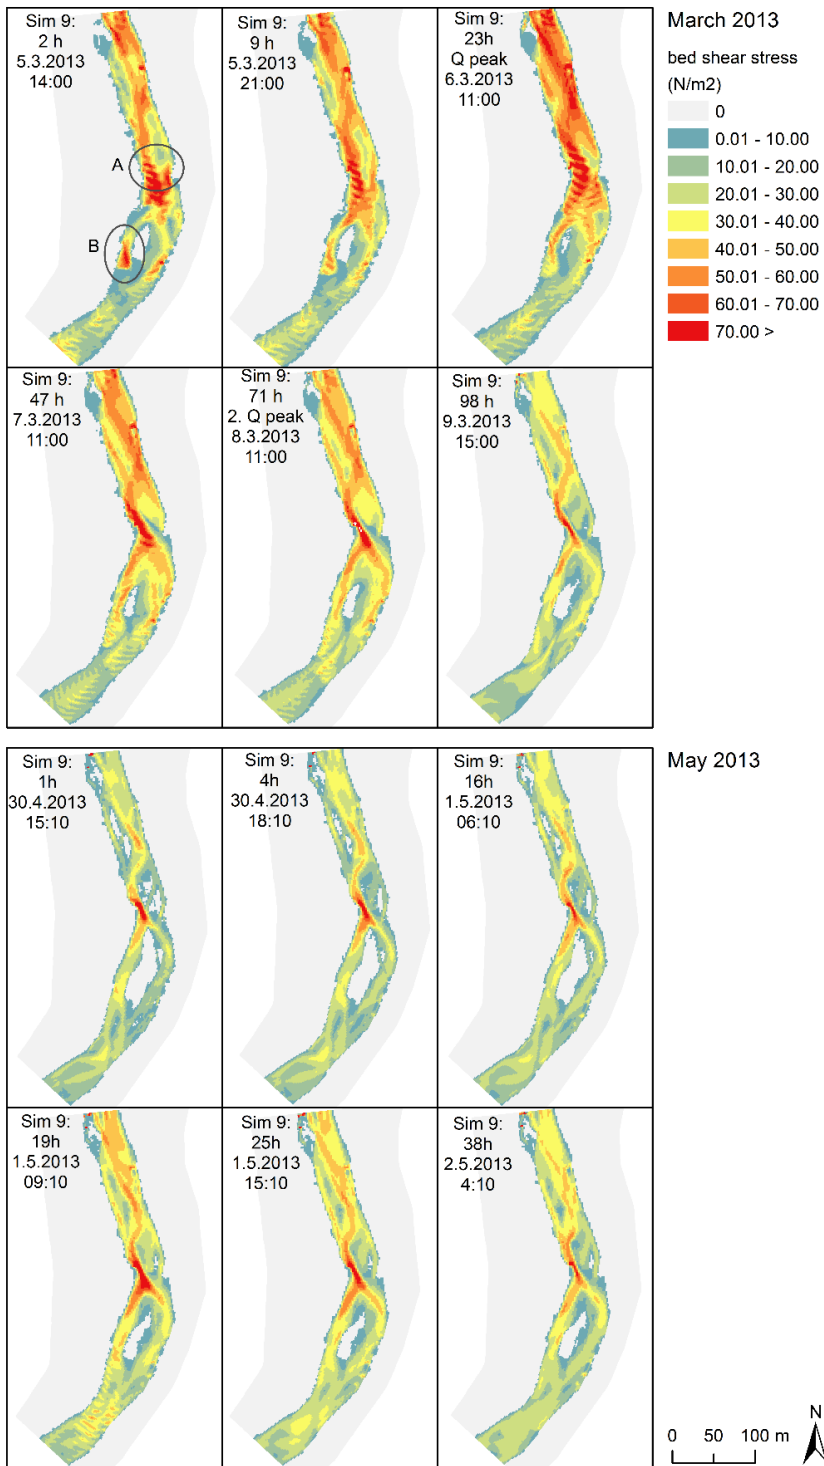 Sim 9:
2 h
5.3.2013
14:00
A
B
Sim 9:
9 h
5.3.2013
21:00
Sim 9:
23h
Q peak
6.3.2013
11:00
March 2013
bed shear stress
(N/m2)
0
0.01 - 10.00
10.01 - 20.00
20.01 - 30.00
30.01 - 40.00
40.01 - 50.00
50.01 - 60.00
60.01 - 70.00
70.00 >
Sim 9:
47 h
7.3.2013
11:00
Sim 9:
71 h
2. Q peak
8.3.2013
11:00
Sim 9:
98 h
9.3.2013
15:00
May 2013
Sim 9:
1h
30.4.2013
15:10
Sim 9:
4h
30.4.2013
18:10
Sim 9:
16h
1.5.2013
06:10
Sim 9:
19h
1.5.2013
09:10
Sim 9:
25h
1.5.2013
15:10
Sim 9:
38h
2.5.2013
4:10
N
0 50 100 m